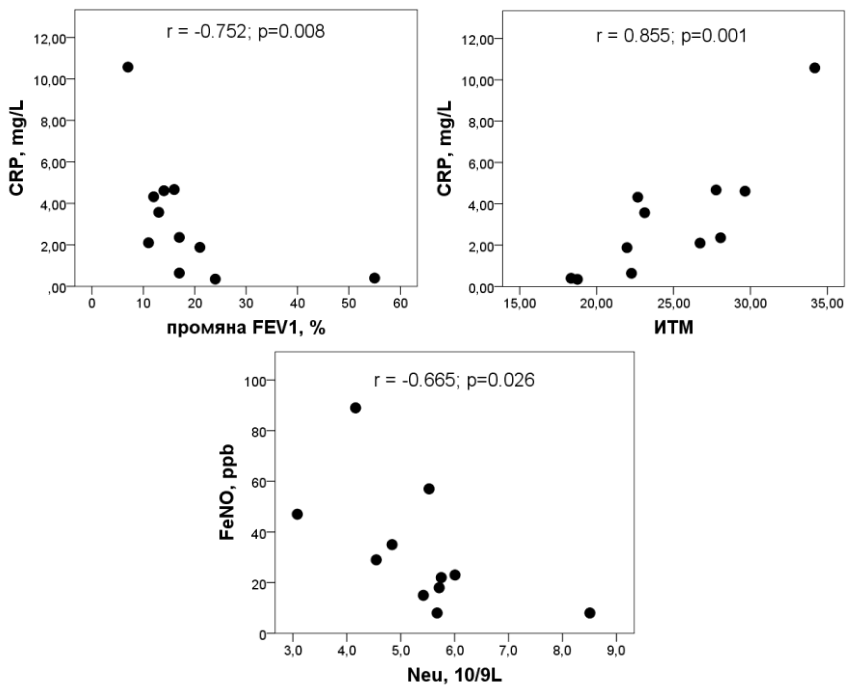 r = -0.752; p=0.008
CRP, mg/L
12,00
10,00
8,00
6,00
4,00
2,00
,00
0 10 20 30 40 50 60
промяна FEV1, %
r = 0.855; p=0.001
CRP, mg/L
12,00
10,00
8,00
6,00
4,00
2,00
0,00
15,00 20,00 25,00 30,00 35,00
ИТМ
r = -0.665; p=0.026
FeNO, ppb
100
80
60
40
20
0
3,0 4,0 5,0 6,0 7,0 8,0 9,0
Neu, 10/9L